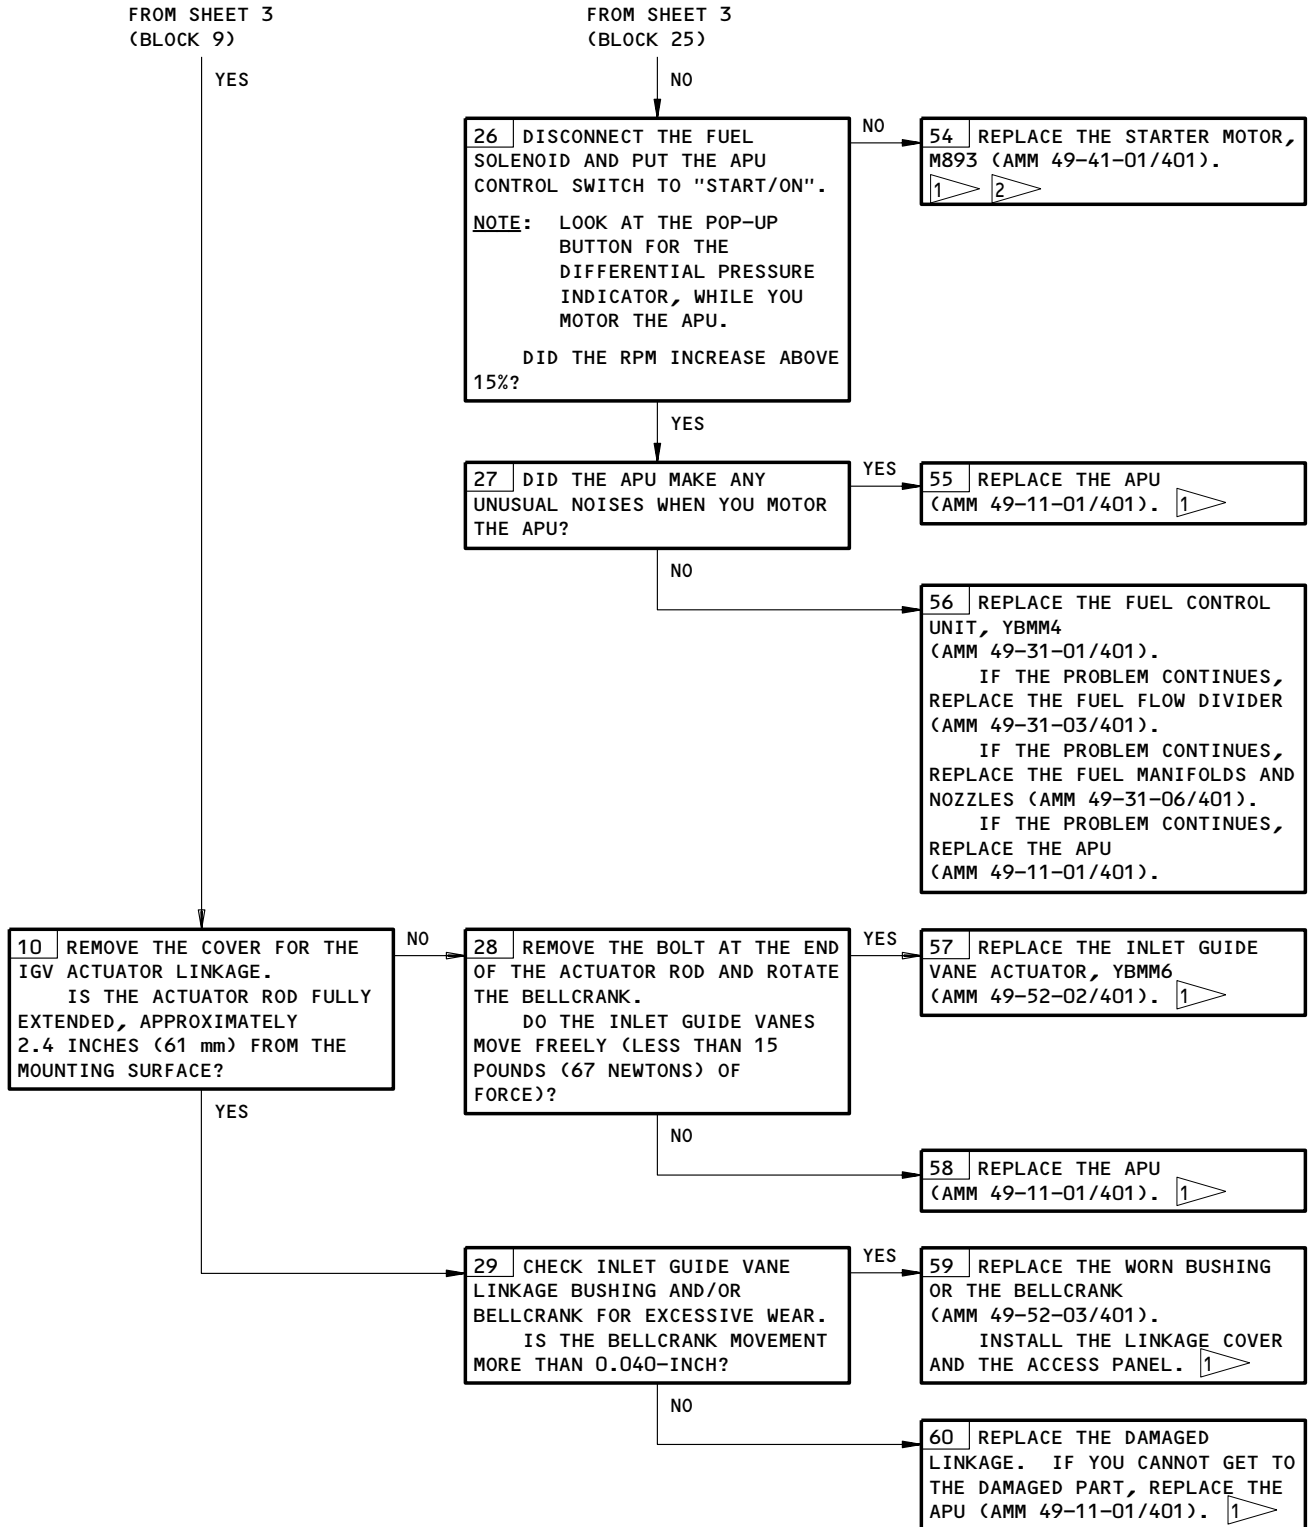 FROM SHEET 3
(BLOCK 9)
YES
FROM SHEET 3
(BLOCK 25)
NO
26 DISCONNECT THE FUEL
SOLENOID AND PUT THE APU
CONTROL SWITCH TO "START/ON".
NOTE: LOOK AT THE POP-UP
BUTTON FOR THE
DIFFERENTIAL PRESSURE
INDICATOR, WHILE YOU
MOTOR THE APU.
DID THE RPM INCREASE ABOVE
15%?
NO
54 REPLACE THE STARTER MOTOR,
M893 (AMM 49-41-01/401).
1 2
YES
27 DID THE APU MAKE ANY
UNUSUAL NOISES WHEN YOU MOTOR
THE APU?
YES
55 REPLACE THE APU
(AMM 49-11-01/401). 1
NO
56 REPLACE THE FUEL CONTROL
UNIT, YBMM4
(AMM 49-31-01/401).
IF THE PROBLEM CONTINUES,
REPLACE THE FUEL FLOW DIVIDER
(AMM 49-31-03/401).
IF THE PROBLEM CONTINUES,
REPLACE THE FUEL MANIFOLDS AND
NOZZLES (AMM 49-31-06/401).
IF THE PROBLEM CONTINUES,
REPLACE THE APU
(AMM 49-11-01/401).
10 REMOVE THE COVER FOR THE
IGV ACTUATOR LINKAGE.
IS THE ACTUATOR ROD FULLY
EXTENDED, APPROXIMATELY
2.4 INCHES (61 mm) FROM THE
MOUNTING SURFACE?
NO
28 REMOVE THE BOLT AT THE END
OF THE ACTUATOR ROD AND ROTATE
THE BELLCRANK.
DO THE INLET GUIDE VANES
MOVE FREELY (LESS THAN 15
POUNDS (67 NEWTONS) OF
FORCE)?
YES
57 REPLACE THE INLET GUIDE
VANE ACTUATOR, YBMM6
(AMM 49-52-02/401). 1
YES
NO
58 REPLACE THE APU
(AMM 49-11-01/401). 1
29 CHECK INLET GUIDE VANE
LINKAGE BUSHING AND/OR
BELLCRANK FOR EXCESSIVE WEAR.
IS THE BELLCRANK MOVEMENT
MORE THAN 0.040-INCH?
YES
59 REPLACE THE WORN BUSHING
OR THE BELLCRANK
(AMM 49-52-03/401).
INSTALL THE LINKAGE COVER
AND THE ACCESS PANEL. 1
NO
60 REPLACE THE DAMAGED
LINKAGE. IF YOU CANNOT GET TO
THE DAMAGED PART, REPLACE THE
APU (AMM 49-11-01/401). 1